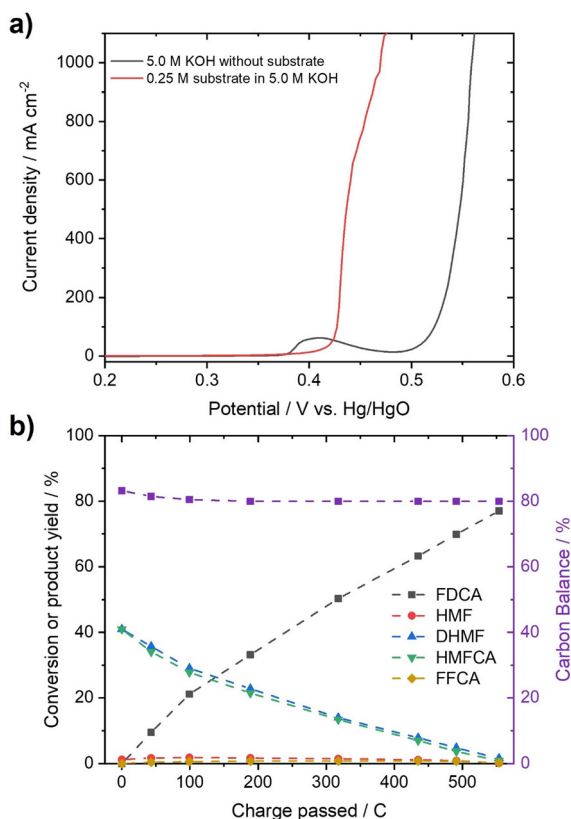 a)
5.0 M KOH without substrate
0.25 M substrate in 5.0 M KOH
1000
800
600
400
200
0
Current density / mA cm⁻²
0.2 0.3 0.4 0.5 0.6
Potential / V vs. Hg/HgO
b)
100 100
80 80
60 60
40 40
20 20
0 0
Conversion or product yield / %
Carbon Balance / %
FDCA
HMF
DHMF
HMFCA
FFCA
0 100 200 300 400 500
Charge passed / C